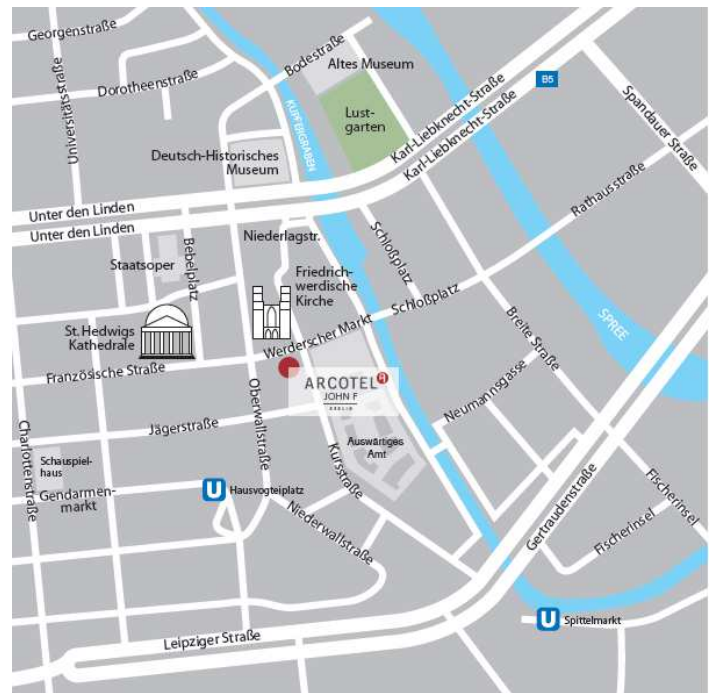 Georgenstraße
Universitätsstraße
Dorotheenstraße
Bodestraße
Altes Museum
KUPFERGRABEN
Lust-
garten
Karl-Liebknecht-Straße
Karl-Liebknecht-Straße
B5
Spandauer Straße
Deutsch-Historisches
Museum
Rathausstraße
Unter den Linden
Unter den Linden
Niederlagstr.
Schloßplatz
Staatsoper
Bebelplatz
Friedrich-
werdische
Kirche
Schloßplatz
SPREE
St. Hedwigs
Kathedrale
Werderscher Markt
Breite Straße
Französische Straße
ARCOTEL
JOHN F
BERLIN
P
Neumannsgasse
Oberwallstraße
Jägerstraße
Kursstraße
Auswärtiges
Amt
Charlottenstraße
Schauspiel-
haus
Gendarmen-
markt
U
Hausvogteiplatz
Niederwallstraße
Gertraudenstraße
Fischerinsel
Fischerinsel
Leipziger Straße
U
Spittelmarkt